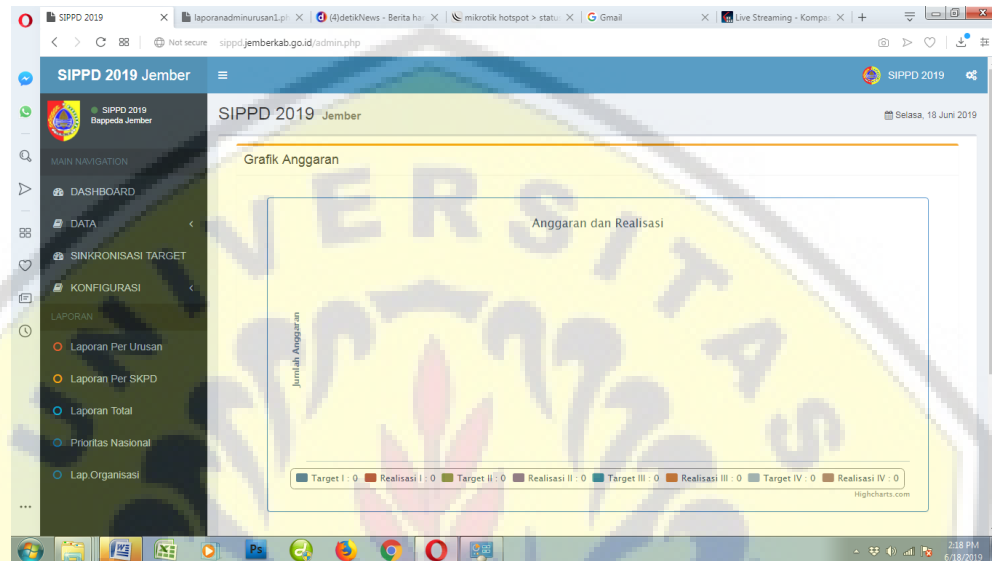 SIPPD 2019
laporanadminurusan1.ph
(4)detikNews - Berita ha
mikrotik hotspot > statu
Gmail
Live Streaming - Kompa
Not secure sippd.jemberkab.go.id/admin.php
SIPPD 2019 Jember
SIPPD 2019
SIPPD 2019
Bappeda Jember
SIPPD 2019 Jember
Selasa, 18 Juni 2019
MAIN NAVIGATION
DASHBOARD
DATA
SINKRONISASI TARGET
KONFIGURASI
LAPORAN
Laporan Per Urusan
Laporan Per SKPD
Laporan Total
Prioritas Nasional
Lap.Organisasi
Grafik Anggaran
Anggaran dan Realisasi
Jumlah Anggaran
Target I : 0 Realisasi I : 0 Target Ii : 0 Realisasi II : 0 Target III : 0 Realisasi III : 0 Target IV : 0 Realisasi IV : 0
Highcharts.com
UNIVERSITAS
Ps
2:18 PM
6/18/2019